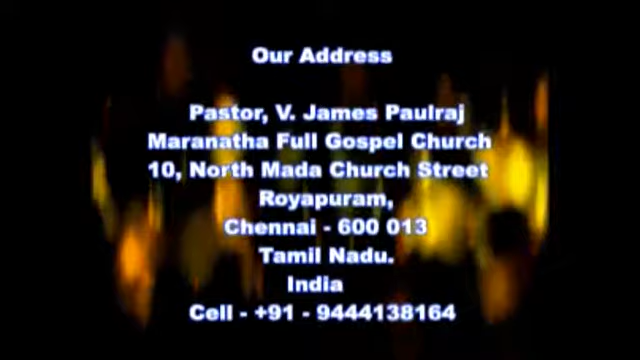 Our Address
Pastor, V. James Paulraj
Maranatha Full Gospel Church
10, North Mada Church Street
Royapuram,
Chennai - 600 013
Tamil Nadu.
India
Cell - +91 - 9444138164